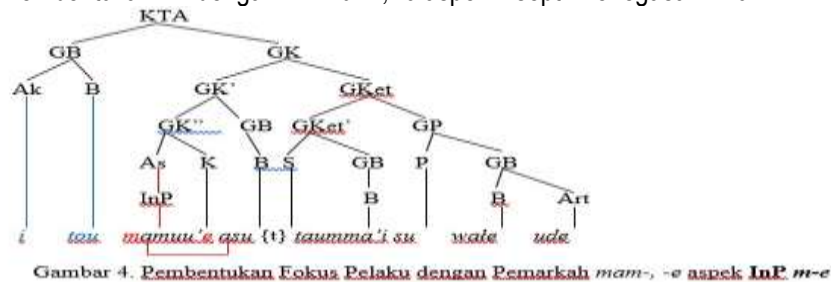 KTA
GB GK
Ak B GK' GKet
GK" GB GKet' GP
As K B S GB P GB
InP B B Art
i tou mamuu'e asu {t} taumma'i su wale ude
Gambar 4. Pembentukan Fokus Pelaku dengan Pemarkah mam-, -e aspek InP m-e